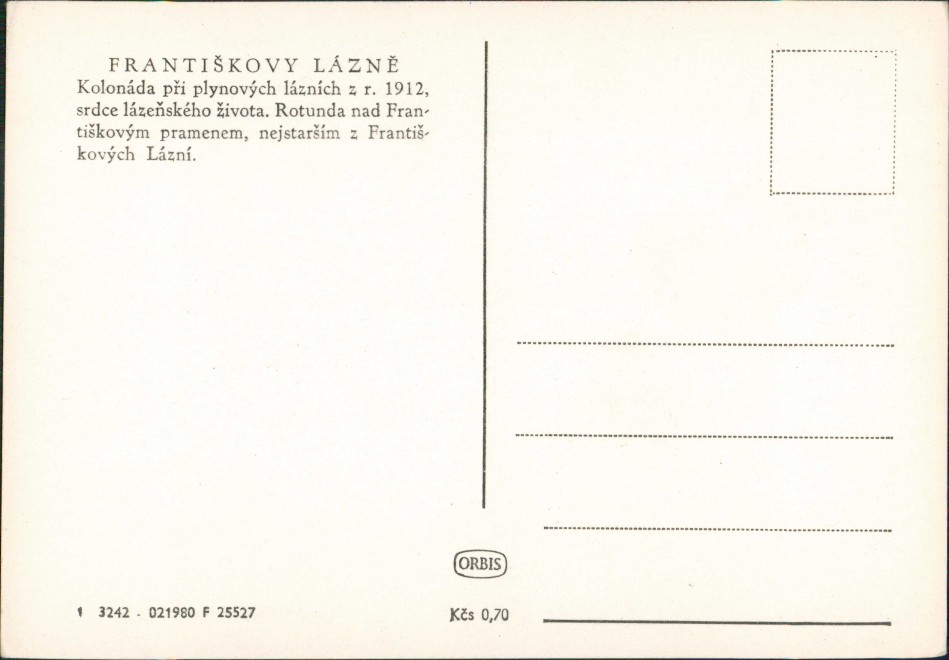 FRANTIŠKOVY LÁZNĚ
Kolonáda při plynových lázních z r. 1912,
srdce lázeňského života. Rotunda nad Fran-
tiškovým pramenem, nejstarším z Františ-
kových Lázní.
ORBIS
1 3242 - 021980 F 25527
Kčs 0,70